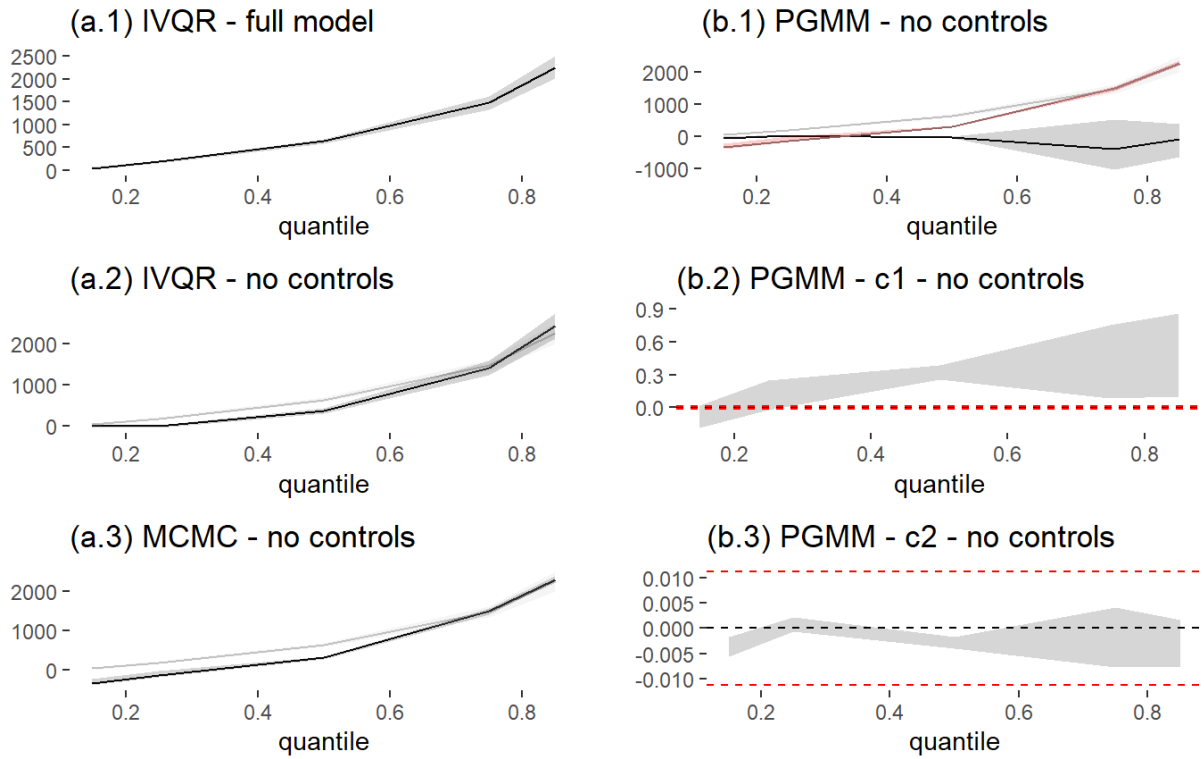 (a.1) IVQR - full model
2500
2000
1500
1000
500
0
0.2 0.4 0.6 0.8
quantile
(b.1) PGMM - no controls
2000
1000
0
-1000
0.2 0.4 0.6 0.8
quantile
(a.2) IVQR - no controls
2000
1000
0
0.2 0.4 0.6 0.8
quantile
(b.2) PGMM - c1 - no controls
0.9
0.6
0.3
0.0
0.2 0.4 0.6 0.8
quantile
(a.3) MCMC - no controls
2000
1000
0
0.2 0.4 0.6 0.8
quantile
(b.3) PGMM - c2 - no controls
0.010
0.005
0.000
-0.005
-0.010
0.2 0.4 0.6 0.8
quantile